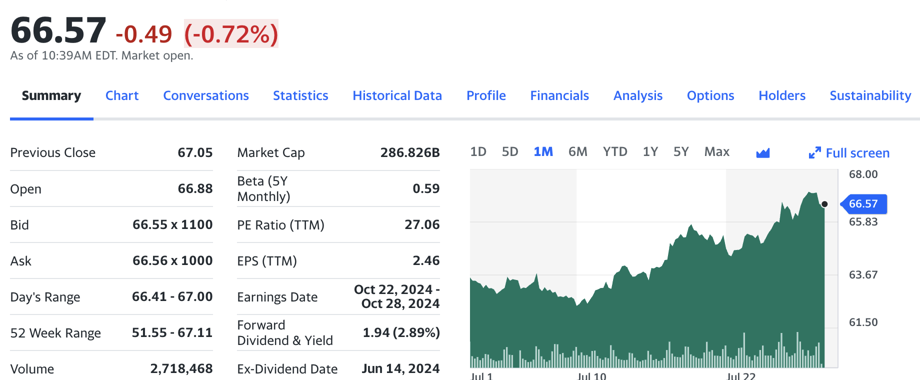 66.57 -0.49 (-0.72%)
As of 10:39AM EDT. Market open.
Summary Chart Conversations Statistics Historical Data Profile Financials Analysis Options Holders Sustainability
Previous Close 67.05
Open 66.88
Bid 66.55 x 1100
Ask 66.56 x 1000
Day's Range 66.41 - 67.00
52 Week Range 51.55 - 67.11
Volume 2,718,468
Market Cap 286.826B
Beta (5Y
Monthly) 0.59
PE Ratio (TTM) 27.06
EPS (TTM) 2.46
Earnings Date Oct 22, 2024 -
Oct 28, 2024
Forward
Dividend & Yield 1.94 (2.89%)
Ex-Dividend Date Jun 14, 2024
1D 5D 1M 6M YTD 1Y 5Y Max Full screen
68.00
66.57
65.83
63.67
61.50
Jul 1 Jul 10 Jul 22